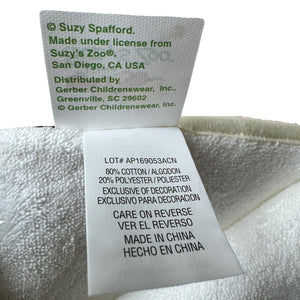 © Suzy Spafford.
Made under license from
Suzy's Zoo®.
San Diego, CA USA
Distributed by
Gerber Childrenswear, Inc.,
Greenville, SC 29602
© Gerber Childrenswear, Inc.
LOT# AP169053ACN
80% COTTON / ALGODON
20% POLYESTER / POLIESTER
EXCLUSIVE OF DECORATION
EXCLUSIVO PARA DECORACION
CARE ON REVERSE
VER EL REVERSO
MADE IN CHINA
HECHO EN CHINA